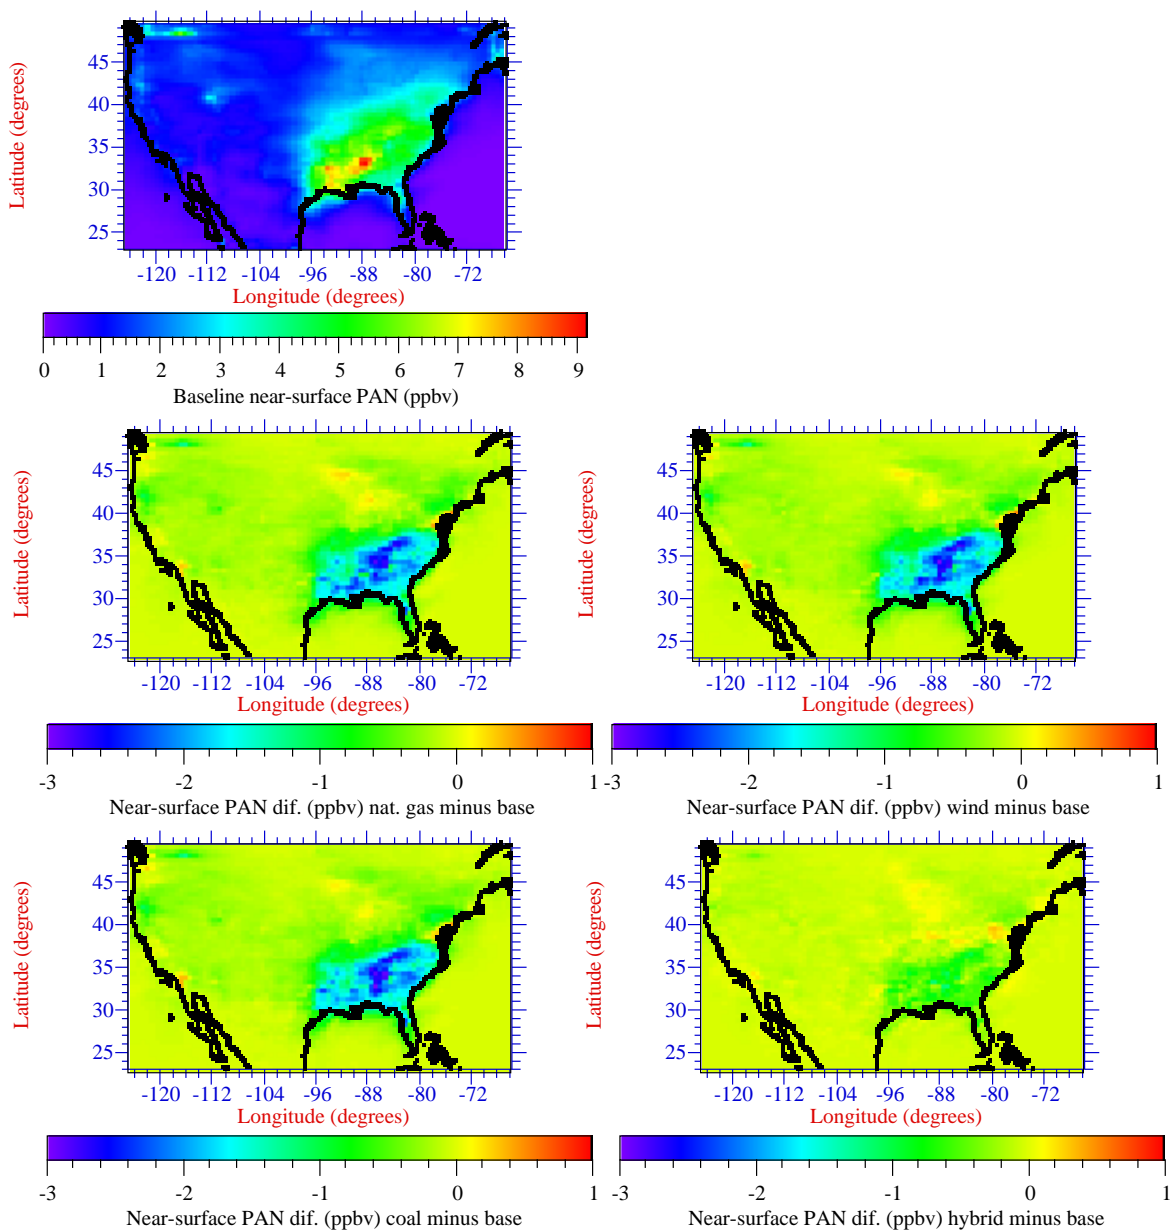 Latitude (degrees)
45
40
35
30
25
-120 -112 -104 -96 -88 -80 -72
Longitude (degrees)
0 1 2 3 4 5 6 7 8 9
Baseline near-surface PAN (ppbv)
Latitude (degrees)
45
40
35
30
25
-120 -112 -104 -96 -88 -80 -72
Longitude (degrees)
-3 -2 -1 0 1
Near-surface PAN dif. (ppbv) nat. gas minus base
Latitude (degrees)
45
40
35
30
25
-120 -112 -104 -96 -88 -80 -72
Longitude (degrees)
-3 -2 -1 0 1
Near-surface PAN dif. (ppbv) wind minus base
Latitude (degrees)
45
40
35
30
25
-120 -112 -104 -96 -88 -80 -72
Longitude (degrees)
-3 -2 -1 0 1
Near-surface PAN dif. (ppbv) coal minus base
Latitude (degrees)
45
40
35
30
25
-120 -112 -104 -96 -88 -80 -72
Longitude (degrees)
-3 -2 -1 0 1
Near-surface PAN dif. (ppbv) hybrid minus base